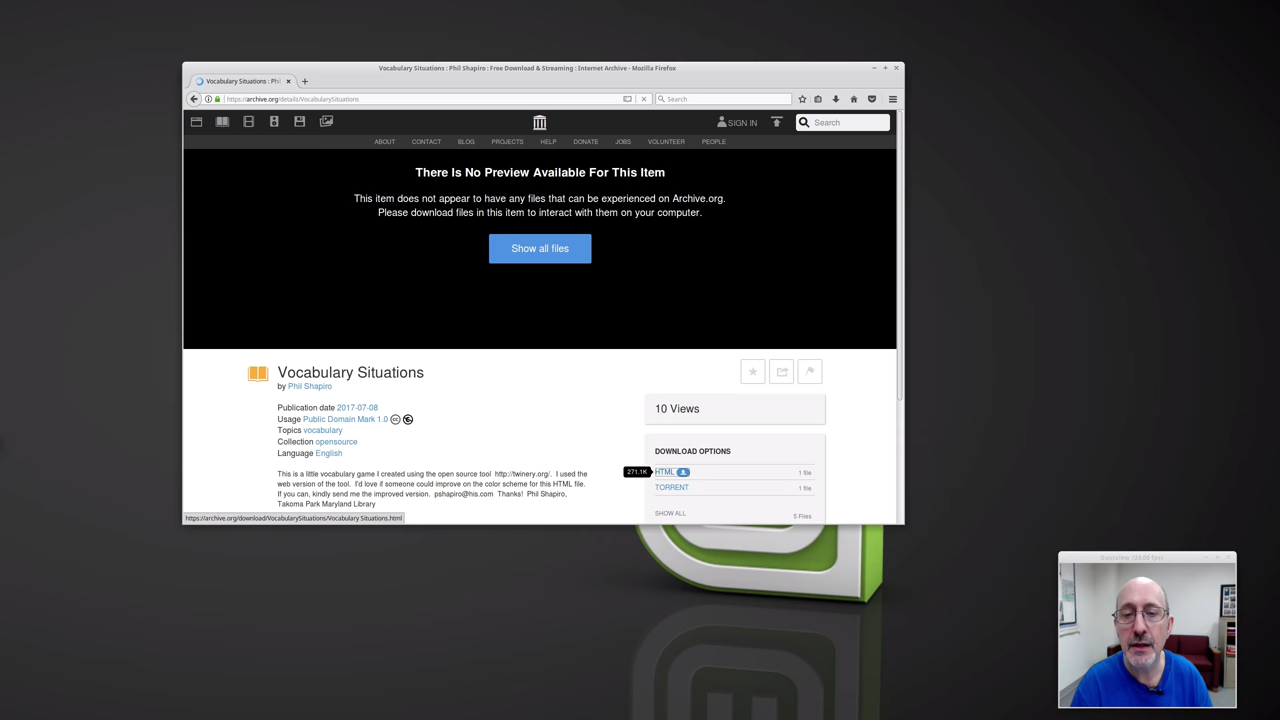 Vocabulary Situations : Phil Shapiro : Free Download & Streaming : Internet Archive - Mozilla Firefox
Vocabulary Situations : Phi
https://archive.org/details/VocabularySituations
Search
SIGN IN
Search
ABOUT CONTACT BLOG PROJECTS HELP DONATE JOBS VOLUNTEER PEOPLE
There Is No Preview Available For This Item
This item does not appear to have any files that can be experienced on Archive.org.
Please download files in this item to interact with them on your computer.
Show all files
Vocabulary Situations
by Phil Shapiro
Publication date 2017-07-08
Usage Public Domain Mark 1.0
Topics vocabulary
Collection opensource
Language English
This is a little vocabulary game I created using the open source tool http://twinery.org/. I used the
web version of the tool. I'd love if someone could improve on the color scheme for this HTML file.
If you can, kindly send me the improved version. pshapiro@his.com Thanks! Phil Shapiro,
Takoma Park Maryland Library
10 Views
DOWNLOAD OPTIONS
271.1K
HTML 1 file
TORRENT 1 file
SHOW ALL 5 Files
https://archive.org/download/VocabularySituations/Vocabulary Situations.html